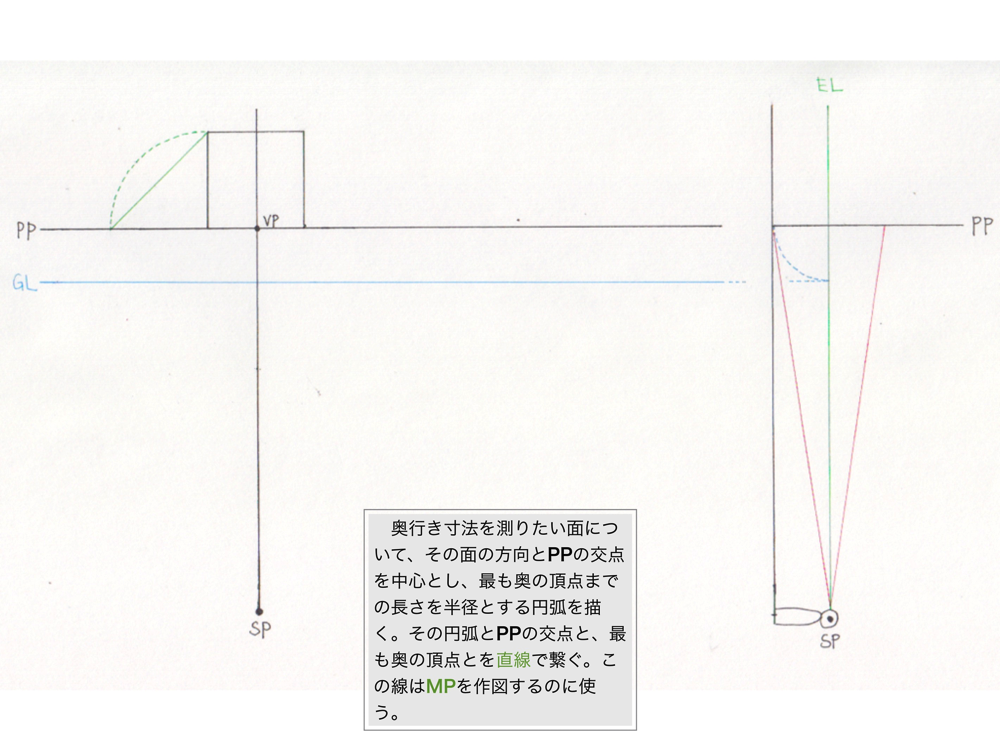 EL
VP
PP
PP
GL
SP
SP
奥行き寸法を測りたい面につ
いて、その面の方向とPPの交点
を中心とし、最も奥の頂点まで
の長さを半径とする円弧を描
く。その円弧とPPの交点と、最
も奥の頂点とを直線で繋ぐ。こ
の線はMPを作図するのに使
う。